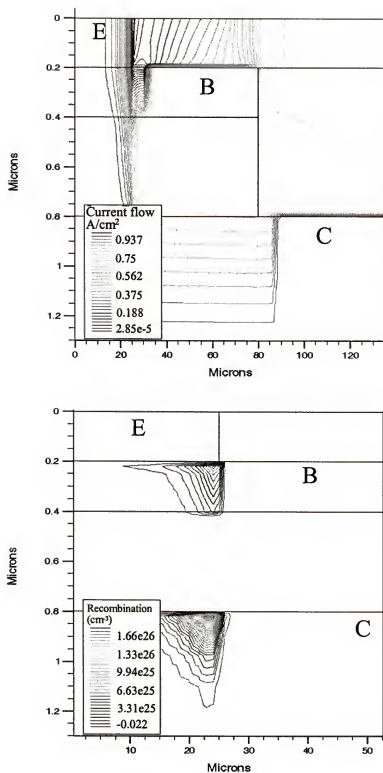 E
0
0.2
B
0.4
Microns
0.6
Current flow
A/cm²
0.937
0.75
0.562
0.375
0.188
2.85e-5
0.8
C
1
1.2
0 20 40 60 80 100 120
Microns
0
E
0.2
B
0.4
Microns
0.6
0.8
Recombination
(cm⁻³)
1.66e26
1.33e26
9.94e25
6.63e25
3.31e25
-0.022
C
1
1.2
10 20 30 40 50
Microns